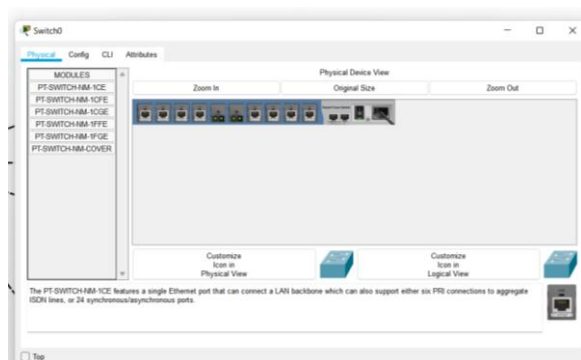 Switch0
Physical Config CLI Attributes
MODULES
PT-SWITCH-NM-1CE
PT-SWITCH-NM-1CFE
PT-SWITCH-NM-1CGE
PT-SWITCH-NM-1FFE
PT-SWITCH-NM-1FGE
PT-SWITCH-NM-COVER
Physical Device View
Zoom In Original Size Zoom Out
Customize
Icon in
Physical View
Customize
Icon in
Logical View
The PT-SWITCH-NM-1CE features a single Ethernet port that can connect a LAN backbone which can also support either six PRI connections to aggregate
ISDN lines, or 24 synchronous/asynchronous ports.
Top